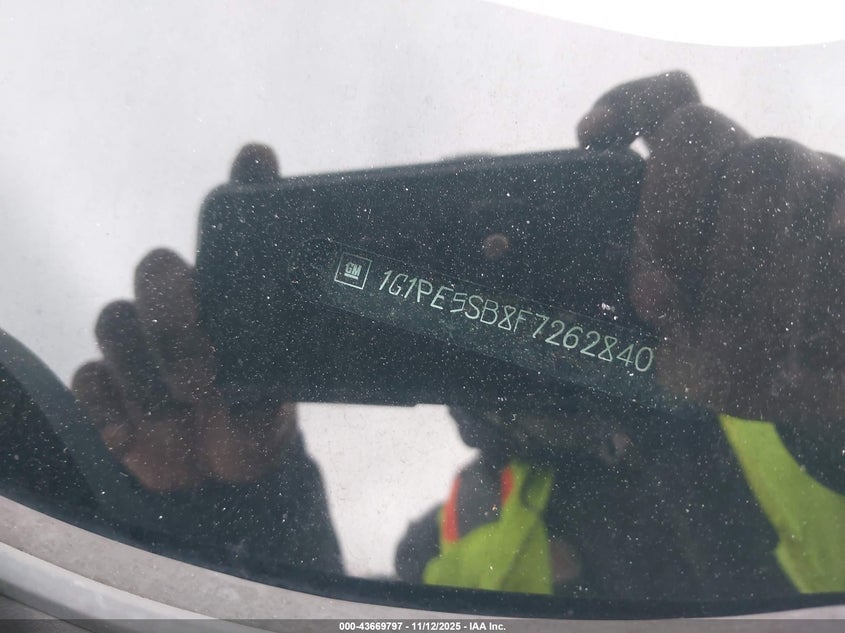 GM 1G1PE5SB8F7262840
000-43669797 - 11/12/2025 - IAA Inc.